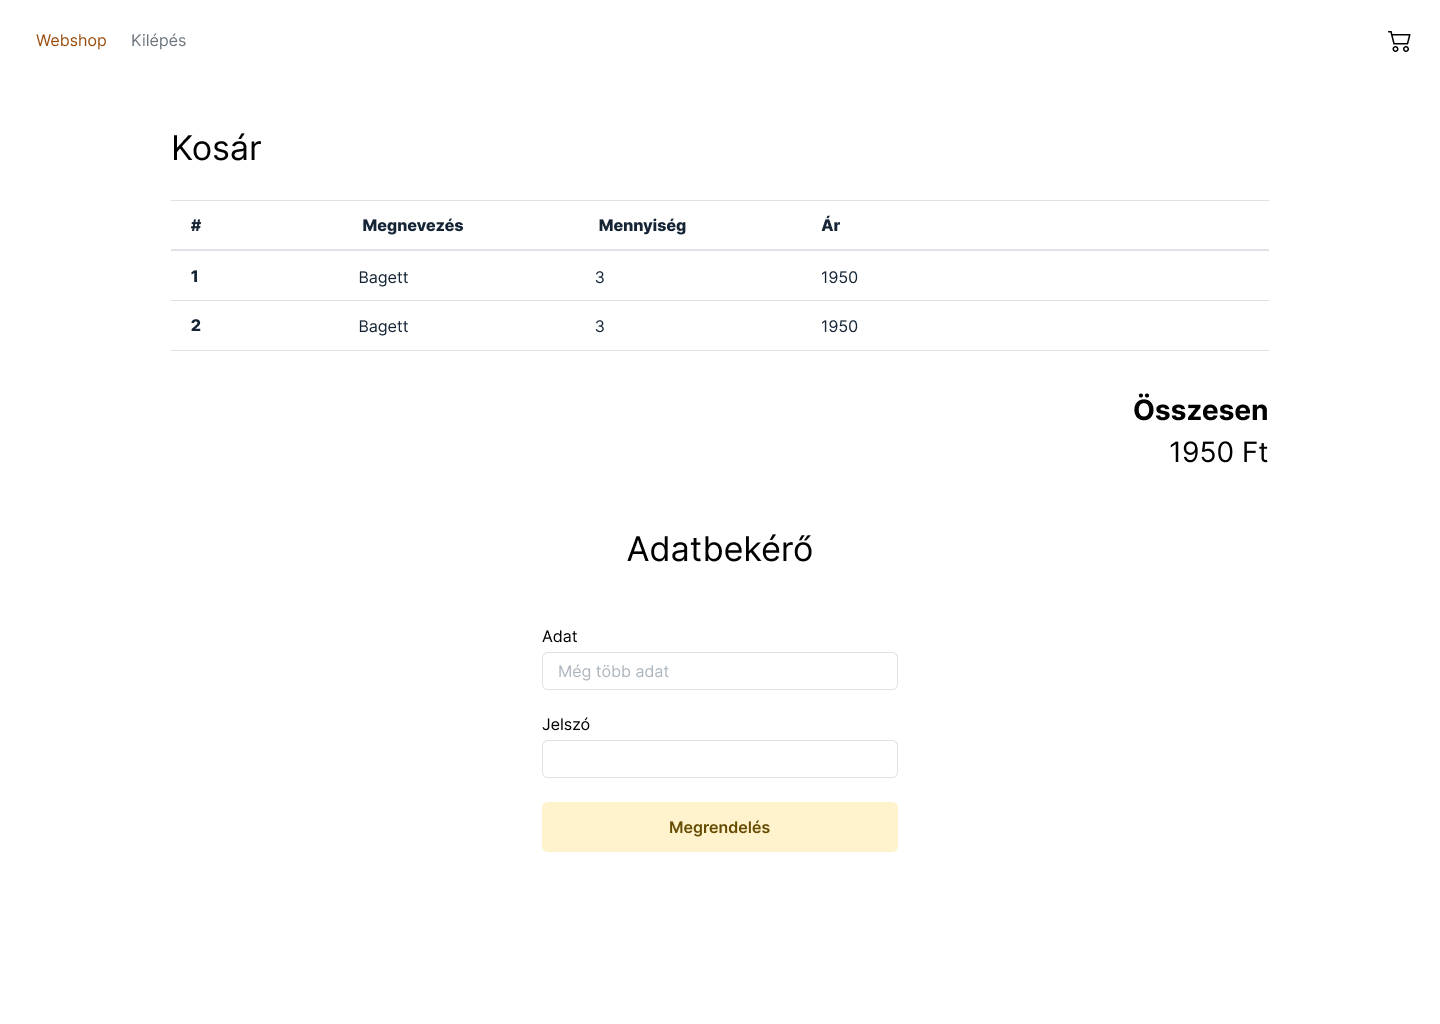 Webshop Kilépés
Kosár
# Megnevezés Mennyiség Ár
1 Bagett 3 1950
2 Bagett 3 1950
Összesen
1950 Ft
Adatbekérő
Adat
Még több adat
Jelszó
Megrendelés